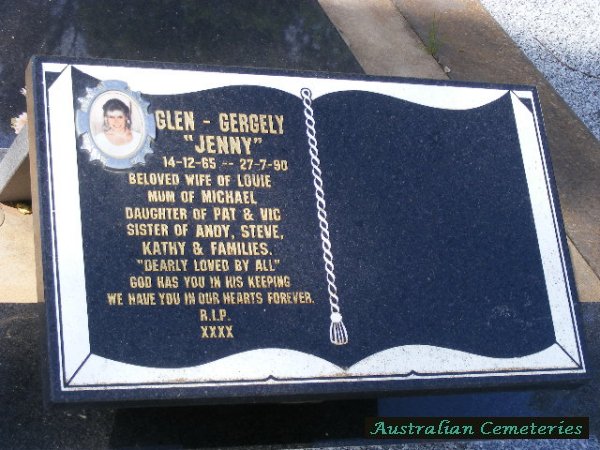 GLEN - GERGELY
"JENNY"
14-12-65 -- 27-7-90
BELOVED WIFE OF LOUIE
MUM OF MICHAEL
DAUGHTER OF PAT & VIC
SISTER OF ANDY, STEVE,
KATHY & FAMILIES.
"DEARLY LOVED BY ALL"
GOD HAS YOU IN HIS KEEPING
WE HAVE YOU IN OUR HEARTS FOREVER.
R.I.P.
XXXX
Australian Cemeteries